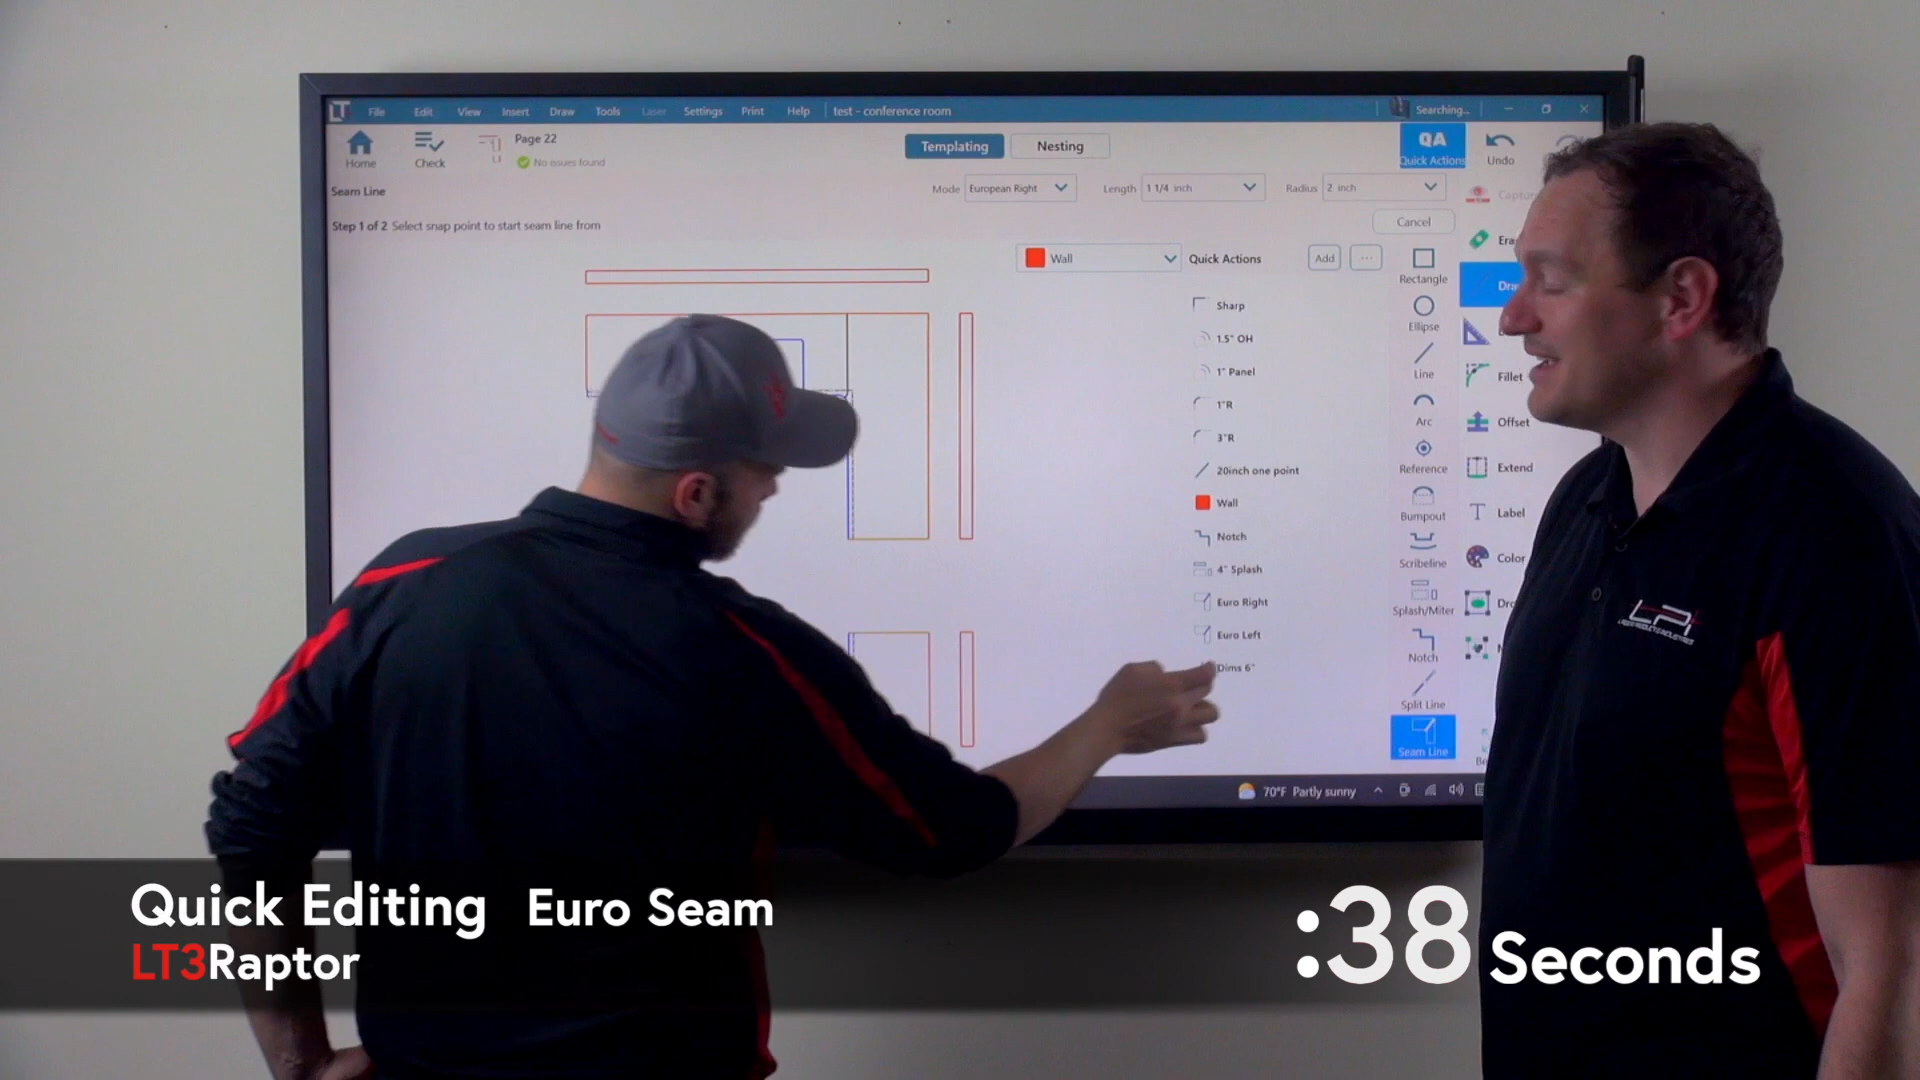 LT File Edit View Insert Draw Tools Laser Settings Print Help test - conference room Searching...
Home Check Page 22 Templating Nesting QA Quick Actions Undo
No issues found
Seam Line Mode European Right Length 1 1/4 inch Radius 2 inch
Step 1 of 2 Select snap point to start seam line from Cancel
Wall Quick Actions Add ...
Sharp
1.5" OH
1" Panel
1"R
3"R
20inch one point
Wall
Notch
4" Splash
Euro Right
Euro Left
Dims 6"
Rectangle
Ellipse
Line
Arc
Reference
Bumpout
Scribeline
Splash/Miter
Notch
Split Line
Seam Line
Fillet
Offset
Extend
Label
Color
70°F Partly sunny
LPI
Quick Editing Euro Seam
LT3Raptor
:38 Seconds